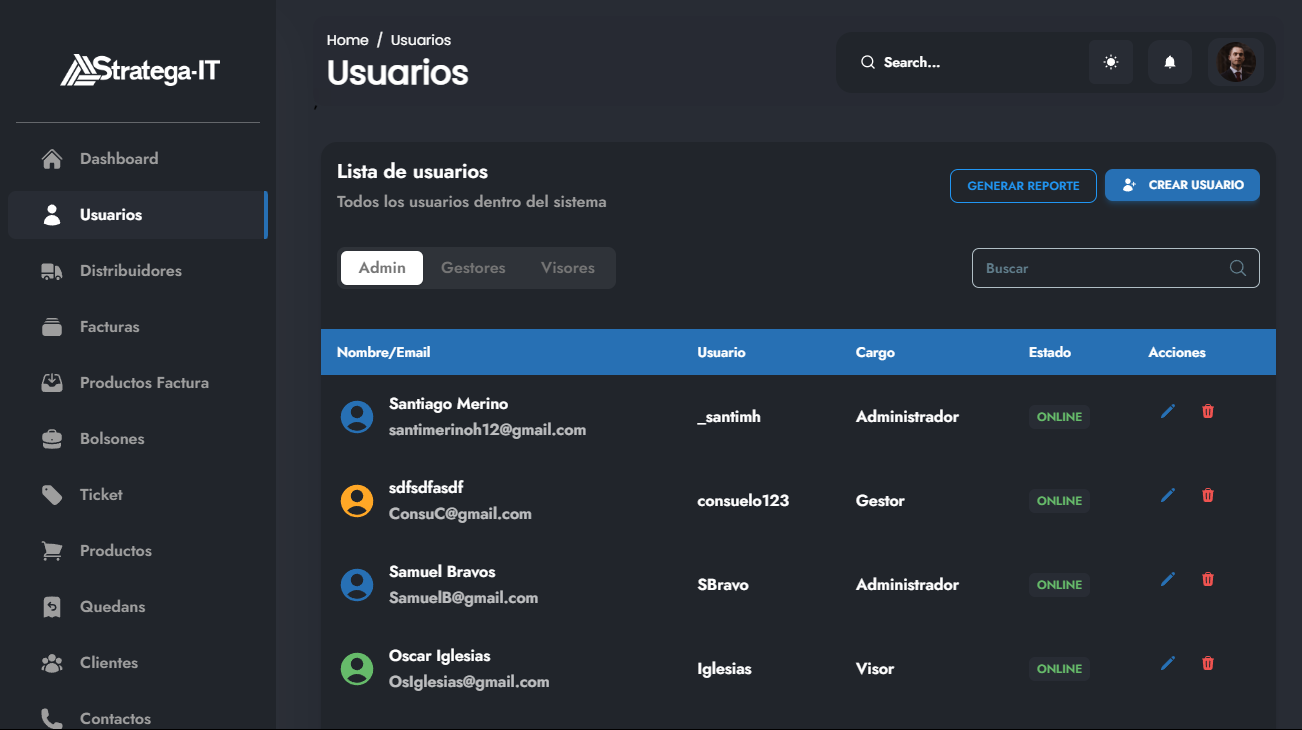 Stratega-IT
Dashboard
Usuarios
Distribuidores
Facturas
Productos Factura
Bolsones
Ticket
Productos
Quedans
Clientes
Contactos
Home / Usuarios
Usuarios
Search...
Lista de usuarios
Todos los usuarios dentro del sistema
GENERAR REPORTE
CREAR USUARIO
Admin Gestores Visores
Buscar
Nombre/Email Usuario Cargo Estado Acciones
Santiago Merino
santimerinoh12@gmail.com
_santimh Administrador ONLINE
sdfsdfasdf
ConsuC@gmail.com
consuelo123 Gestor ONLINE
Samuel Bravos
SamuelB@gmail.com
SBravo Administrador ONLINE
Oscar Iglesias
OsIglesias@gmail.com
Iglesias Visor ONLINE